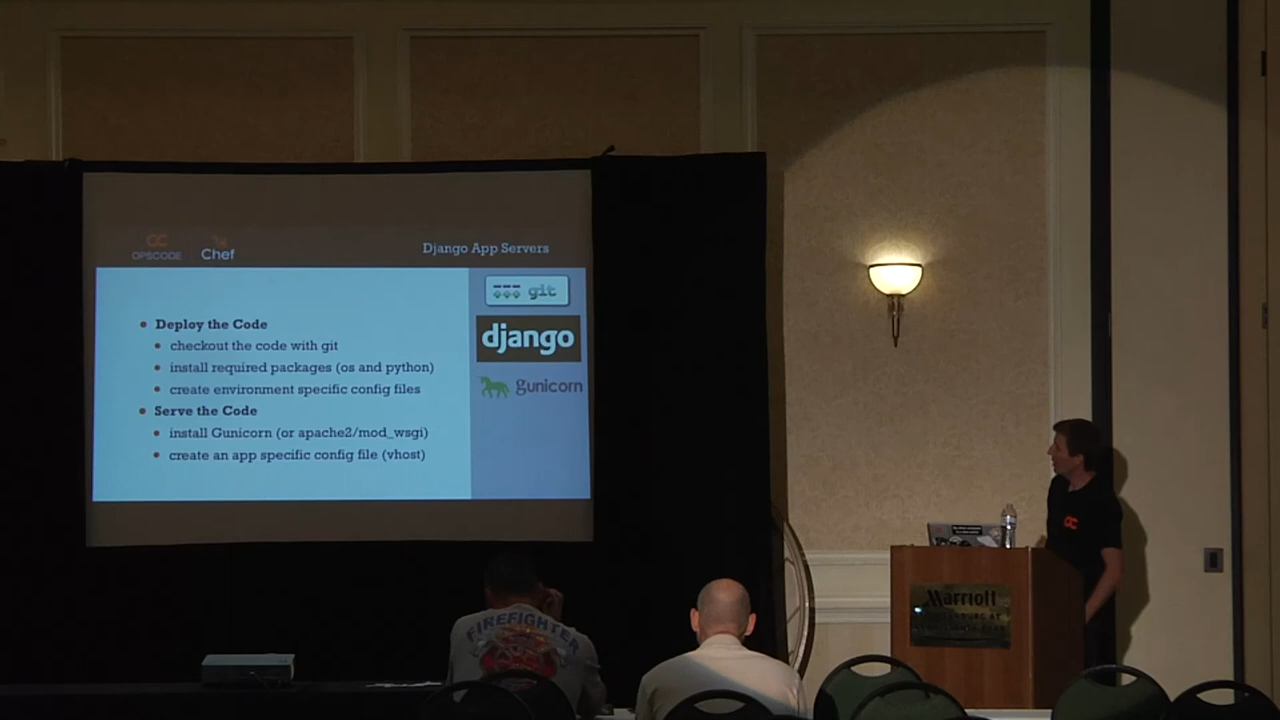 OPSCODE
Chef
Django App Servers
git
django
gunicorn
Deploy the Code
checkout the code with git
install required packages (os and python)
create environment specific config files
Serve the Code
install Gunicorn (or apache2/mod_wsgi)
create an app specific config file (vhost)
FIREFIGHTER
Marriott